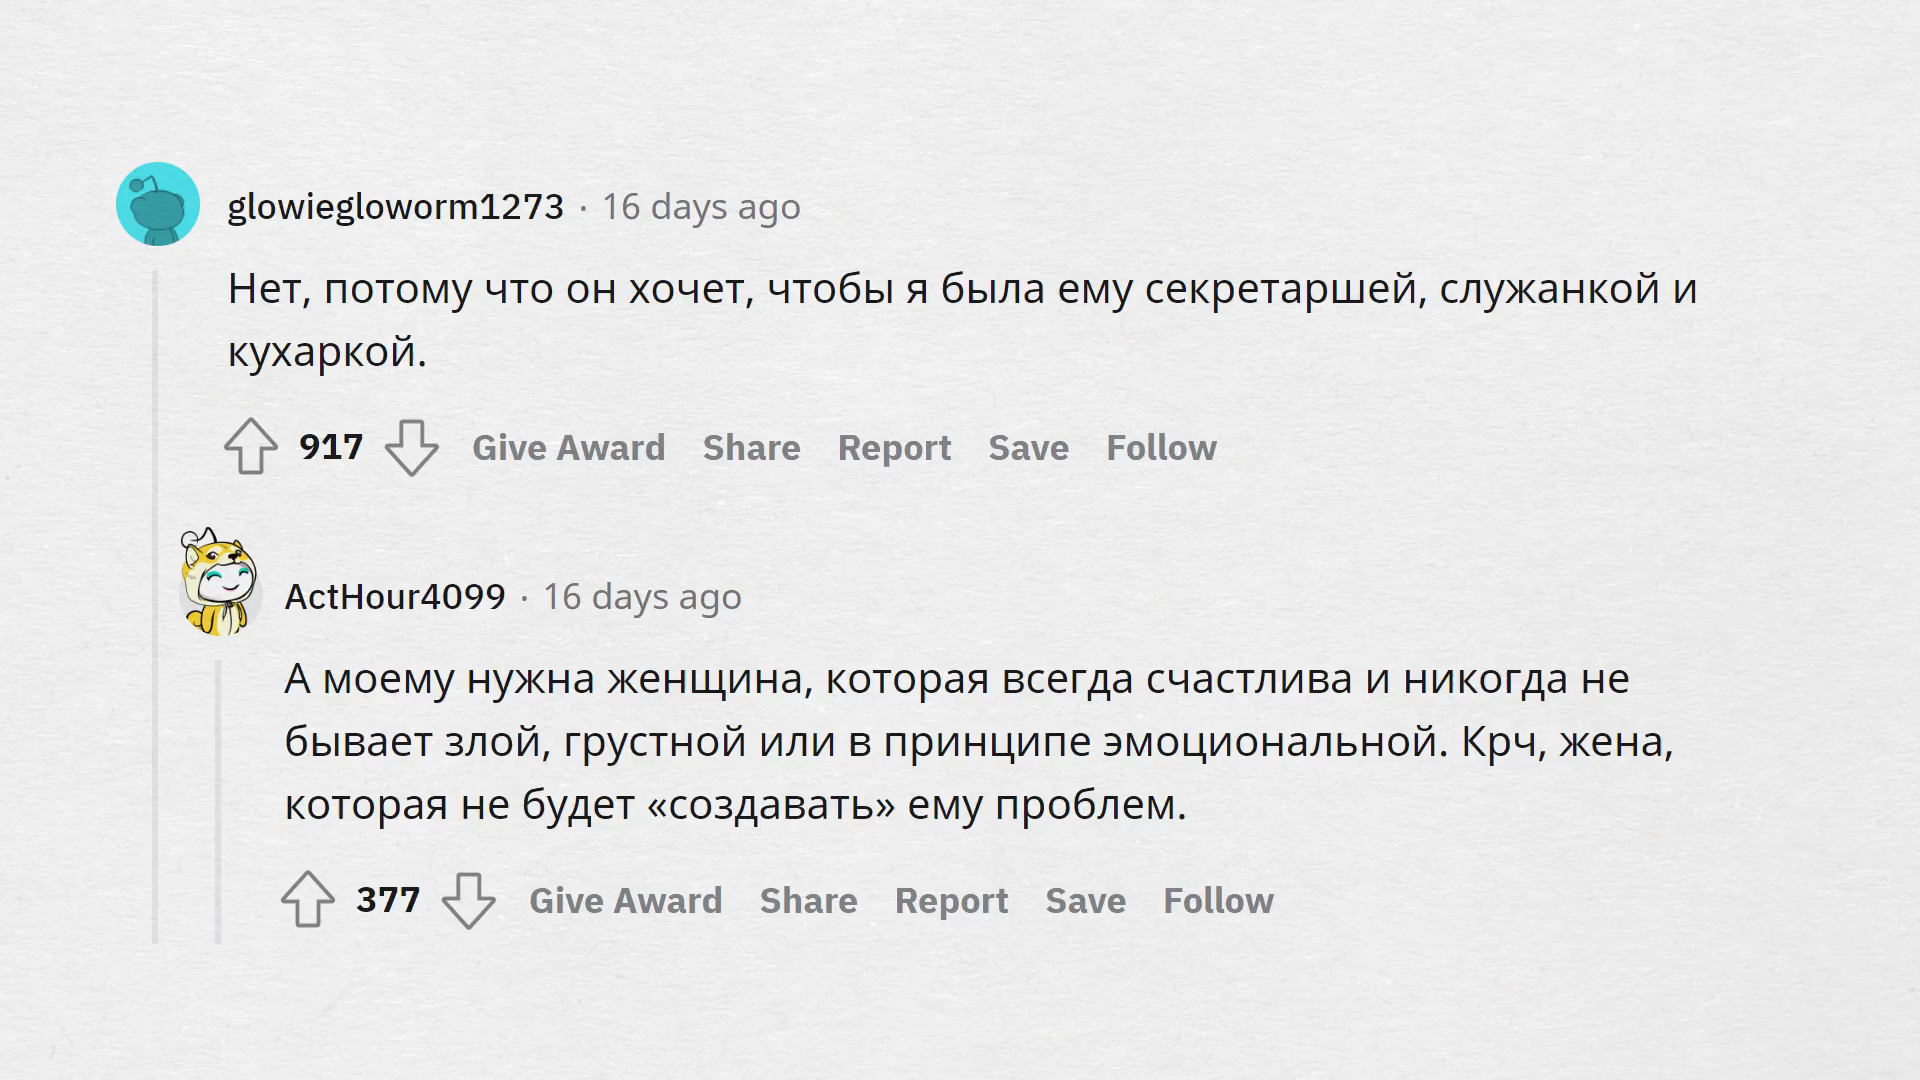 glowiegloworm1273 · 16 days ago
Нет, потому что он хочет, чтобы я была ему секретаршей, служанкой и
кухаркой.
917 Give Award Share Report Save Follow
ActHour4099 · 16 days ago
А моему нужна женщина, которая всегда счастлива и никогда не
бывает злой, грустной или в принципе эмоциональной. Крч, жена,
которая не будет «создавать» ему проблем.
377 Give Award Share Report Save Follow